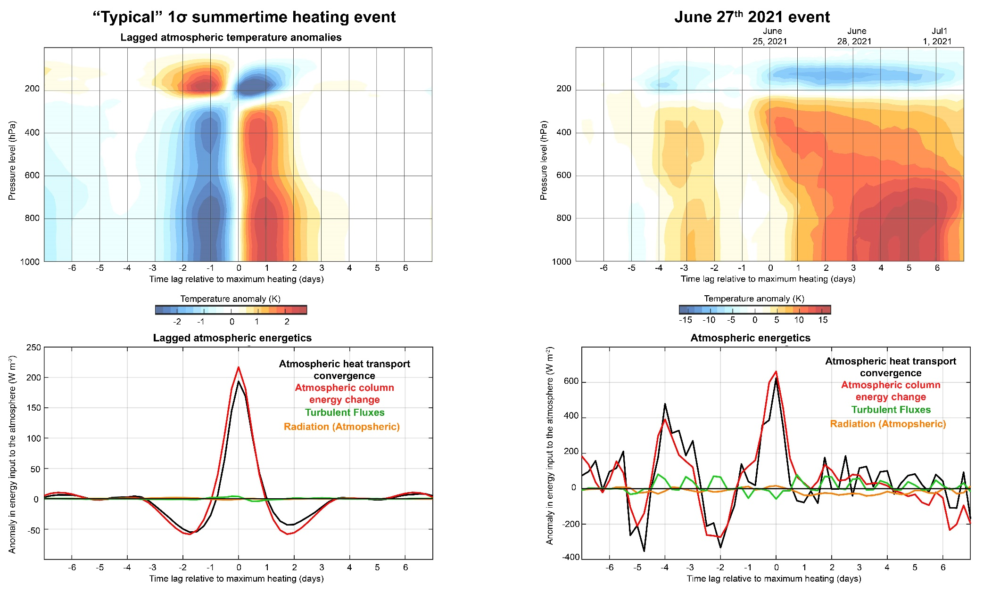 “Typical” 1σ summertime heating event
Lagged atmospheric temperature anomalies
Pressure level (hPa)
200
400
600
800
1000
-6 -5 -4 -3 -2 -1 0 1 2 3 4 5 6
Time lag relative to maximum heating (days)
Temperature anomaly (K)
-2 -1 0 1 2
Lagged atmospheric energetics
Anomaly in energy input to the atmosphere (W m-2)
250
200
150
100
50
0
-50
Atmospheric heat transport
convergence
Atmospheric column
energy change
Turbulent Fluxes
Radiation (Atmopsheric)
-6 -5 -4 -3 -2 -1 0 1 2 3 4 5 6
Time lag relative to maximum heating (days)
June 27th 2021 event
June
25, 2021
June
28, 2021
Jul1
1, 2021
Pressure level (hPa)
200
400
600
800
1000
-6 -5 -4 -3 -2 -1 0 1 2 3 4 5 6
Time lag relative to maximum heating (days)
Temperature anomaly (K)
-15 -10 -5 0 5 10 15
Atmospheric energetics
Anomaly in energy input to the atmosphere (W m-2)
600
400
200
0
-200
-400
Atmospheric heat transport
convergence
Atmospheric column
energy change
Turbulent Fluxes
Radiation (Atmopsheric)
-6 -5 -4 -3 -2 -1 0 1 2 3 4 5 6
Time lag relative to maximum heating (days)